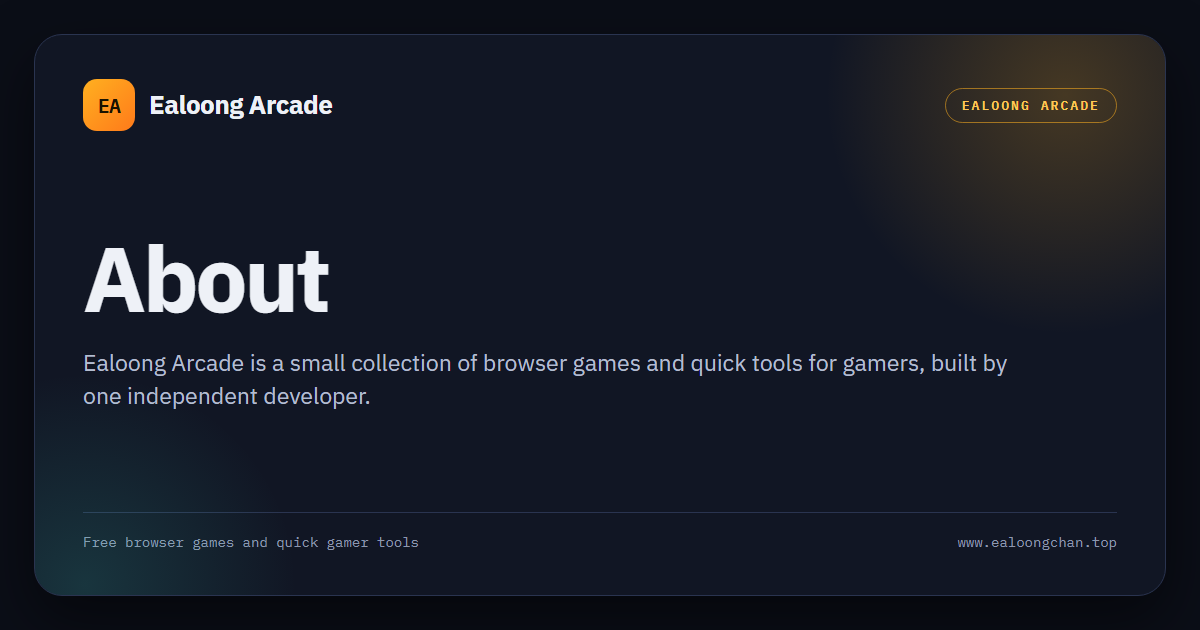 EA
Ealoong Arcade
EALOONG ARCADE
About
Ealoong Arcade is a small collection of browser games and quick tools for gamers, built by
one independent developer.
Free browser games and quick gamer tools
www.ealoongchan.top